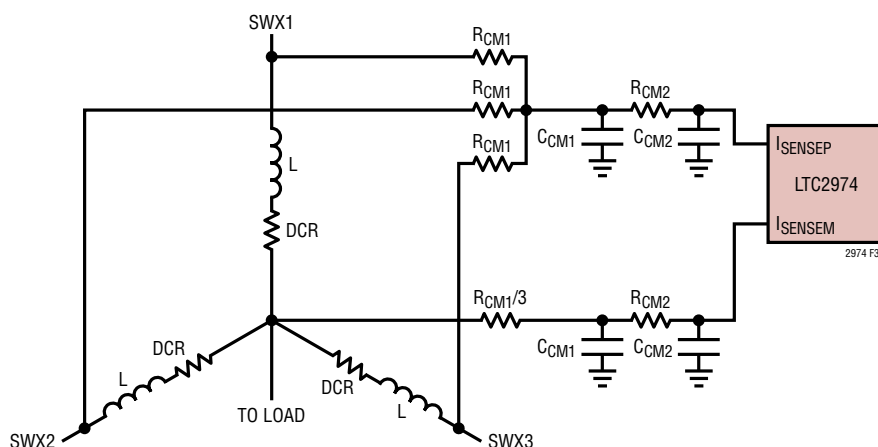 SWX1
RCM1
RCM1
RCM1
RCM2
CCM1
CCM2
ISENSEP
LTC2974
ISENSEM
2974 F3
L
DCR
RCM1/3
RCM2
CCM1
CCM2
DCR
L
DCR
L
TO LOAD
SWX2
SWX3